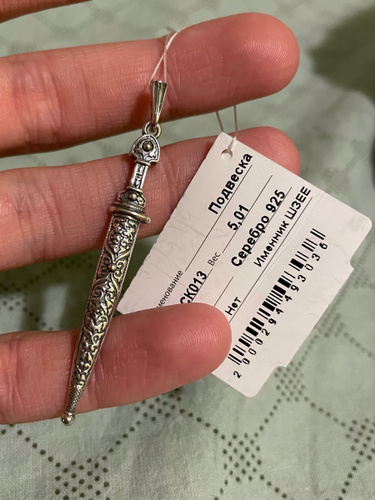 Подвеска
5,01
Вес
Серебро 925
Именник ШЗЕЕ
СК013
Нет
2000294493036